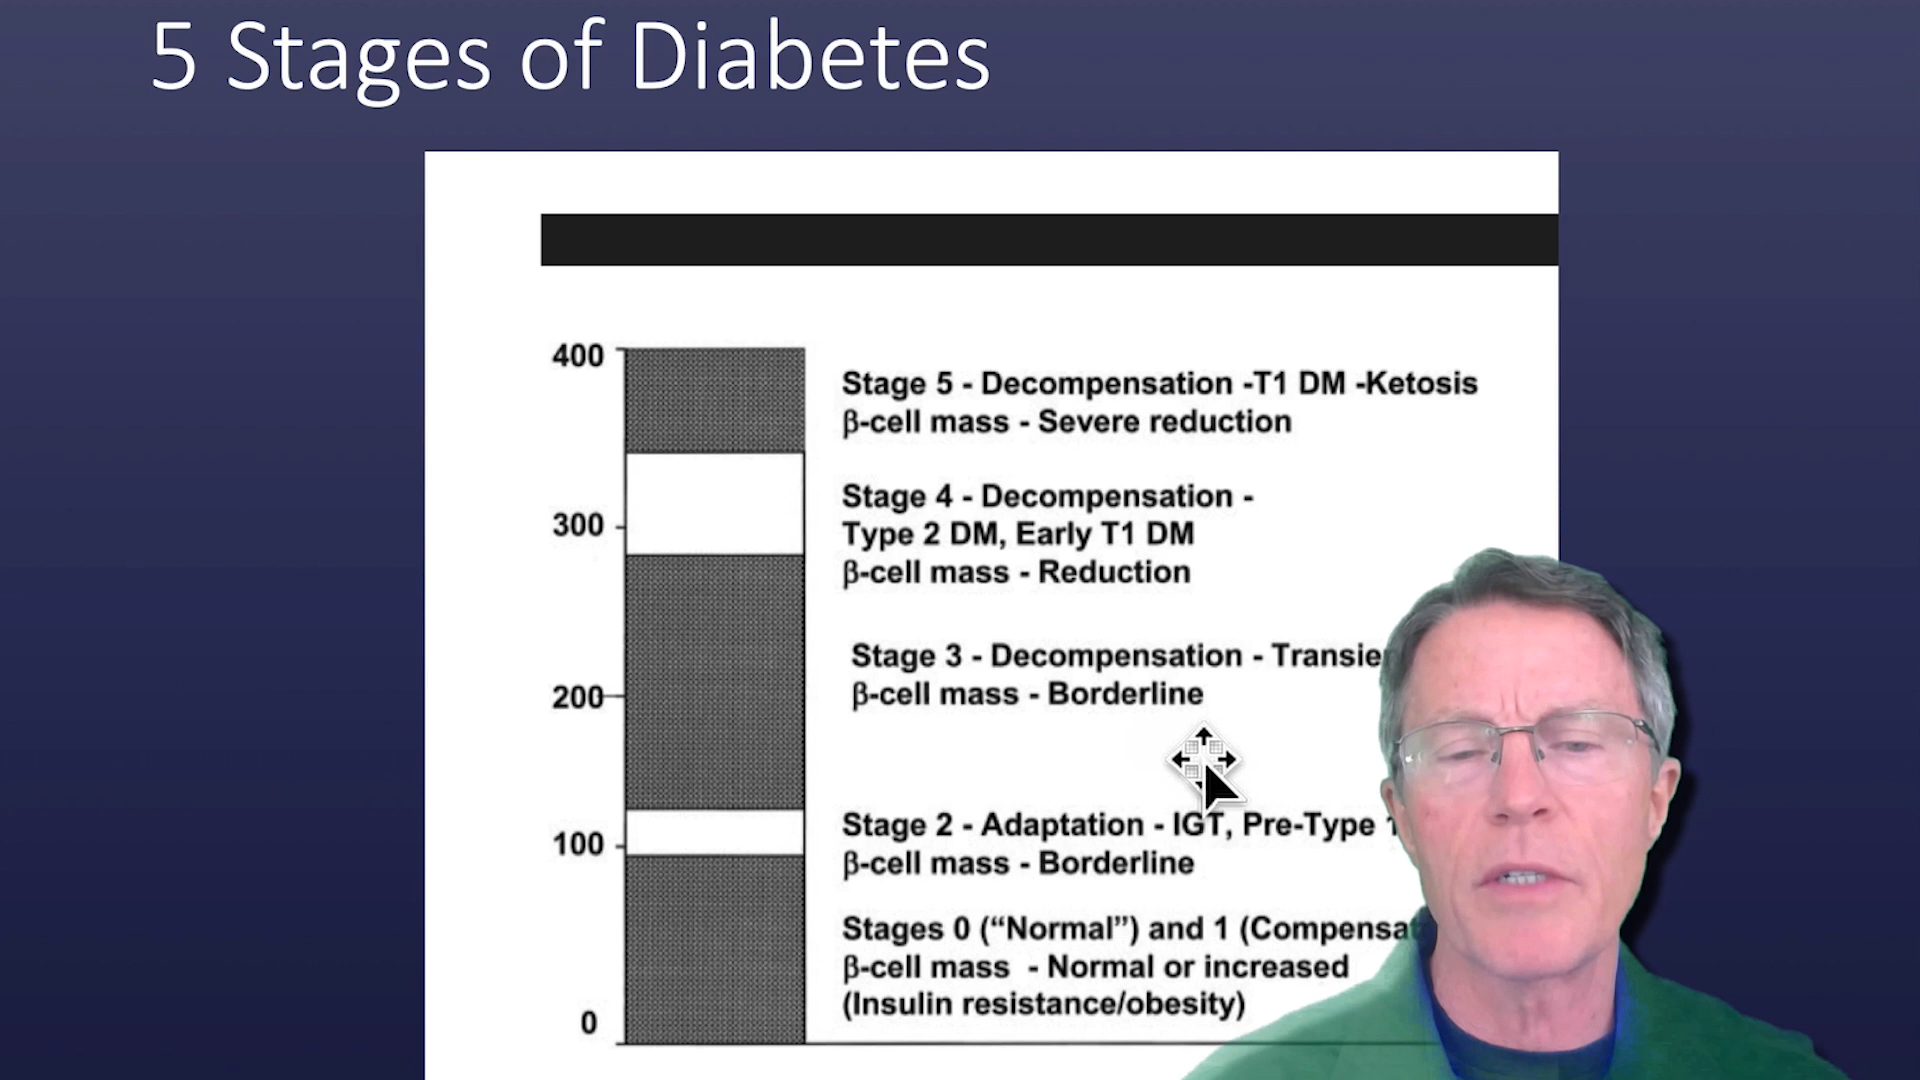 5 Stages of Diabetes
400
Stage 5 - Decompensation -T1 DM -Ketosis
β-cell mass - Severe reduction
300
Stage 4 - Decompensation -
Type 2 DM, Early T1 DM
β-cell mass - Reduction
200
Stage 3 - Decompensation -
β-cell mass - Borderline
100
Stage 2 - Adaptation - IGT, Pre-Type
β-cell mass - Borderline
Stages 0 (“Normal”) and 1
β-cell mass - Normal or increased
(Insulin resistance/obesity)
0